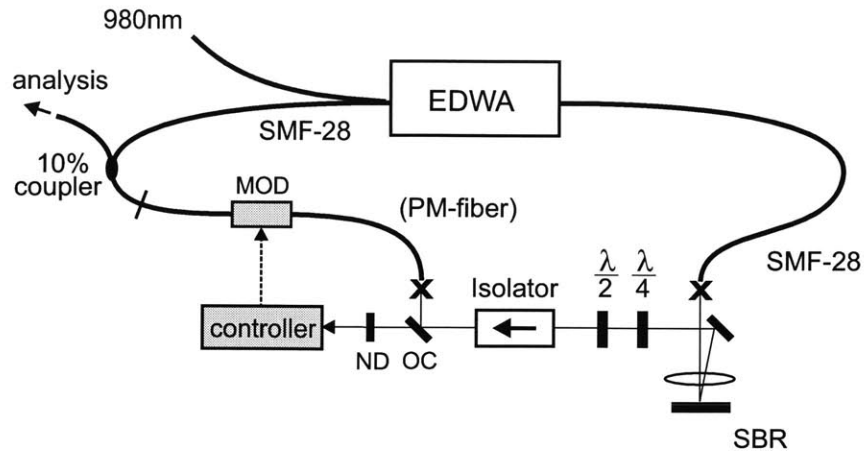 980nm
analysis
EDWA
SMF-28
10%
coupler
MOD
(PM-fiber)
SMF-28
Isolator
λ
2
λ
4
controller
ND
OC
SBR